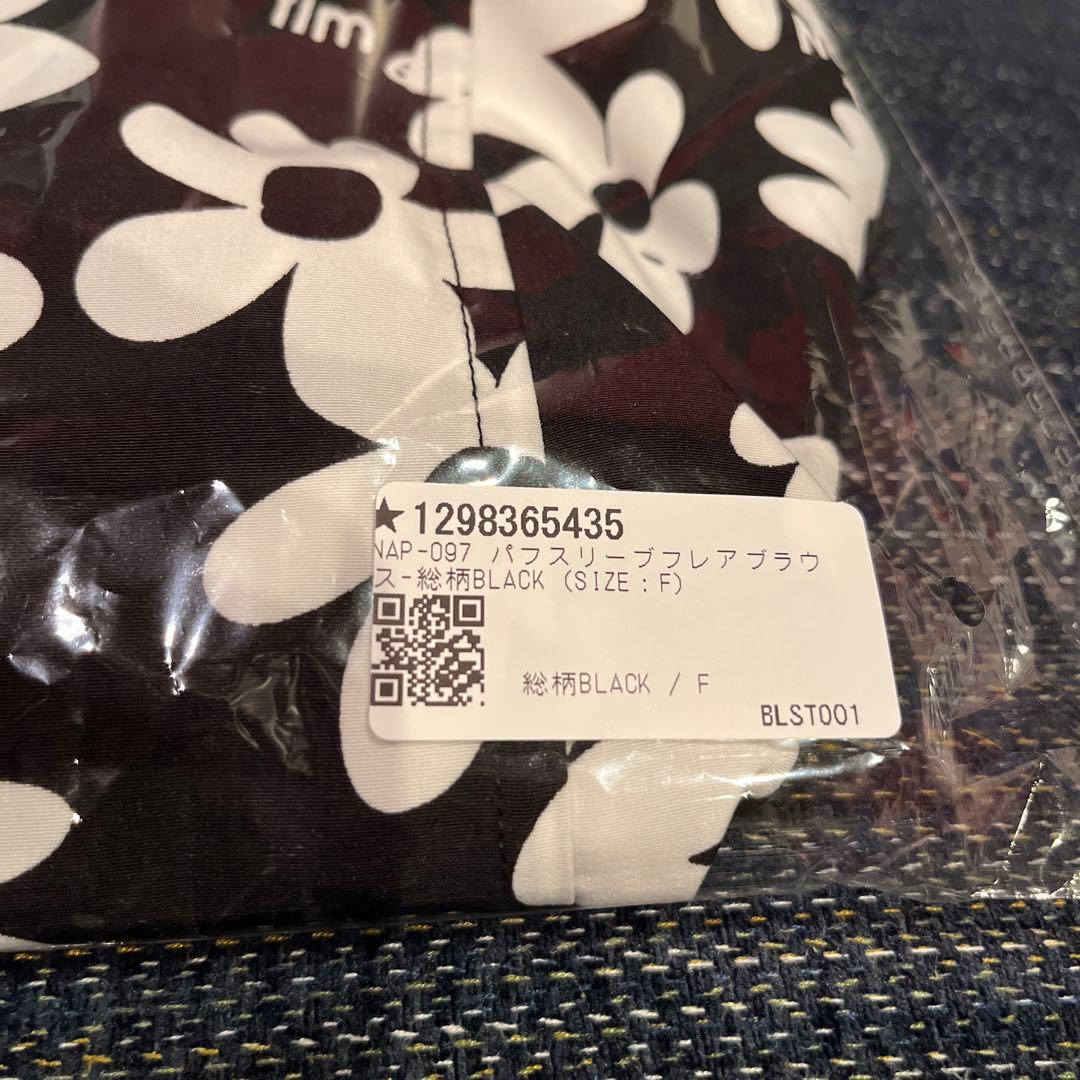 rlm
★1298365435
NAP-097 パフスリーブフレアブラウ
ス-総柄BLACK (SIZE:F)
総柄BLACK / F
BLST001